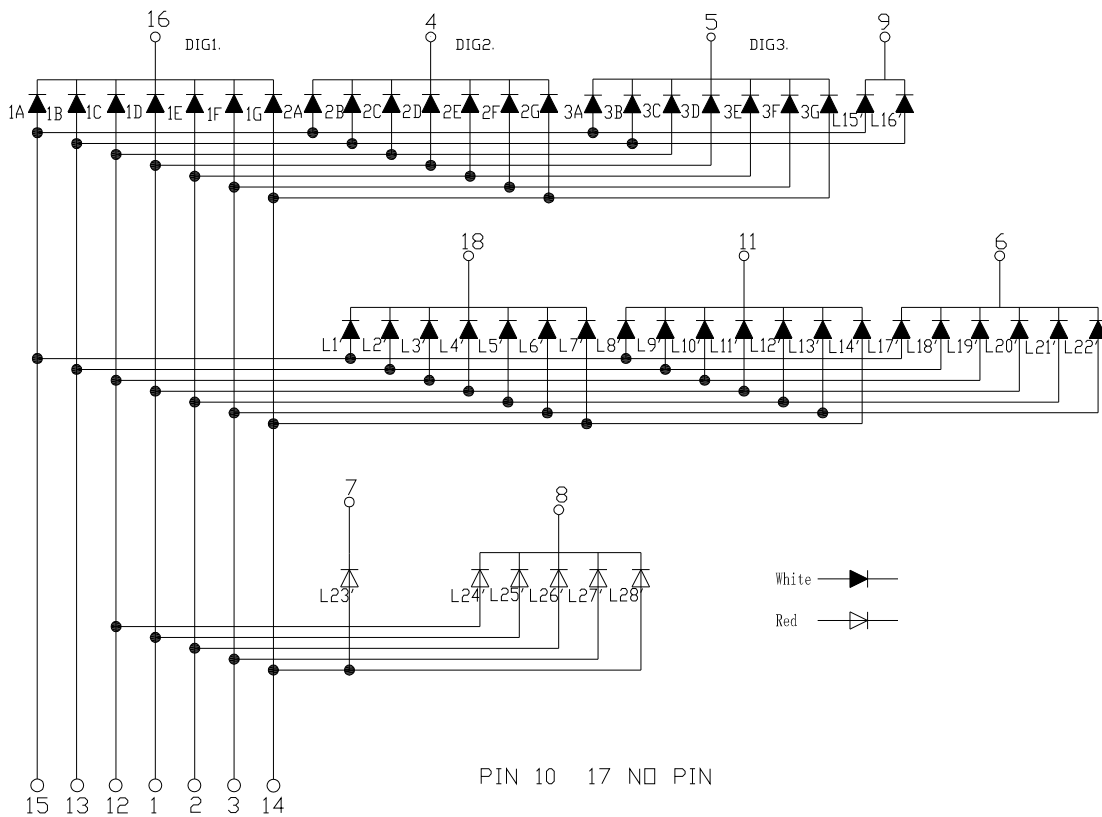 16 4 5 9
DIG1. DIG2. DIG3.
1A 1B 1C 1D 1E 1F 1G 2A 2B 2C 2D 2E 2F 2G 3A 3B 3C 3D 3E 3F 3G L15' L16'
18 11 6
L1' L2' L3' L4' L5' L6' L7' L8' L9' L10' L11' L12' L13' L14' L17' L18' L19' L20' L21' L22'
7 8
L23' L24' L25' L26' L27' L28'
White
Red
PIN 10 17 NO PIN
15 13 12 1 2 3 14